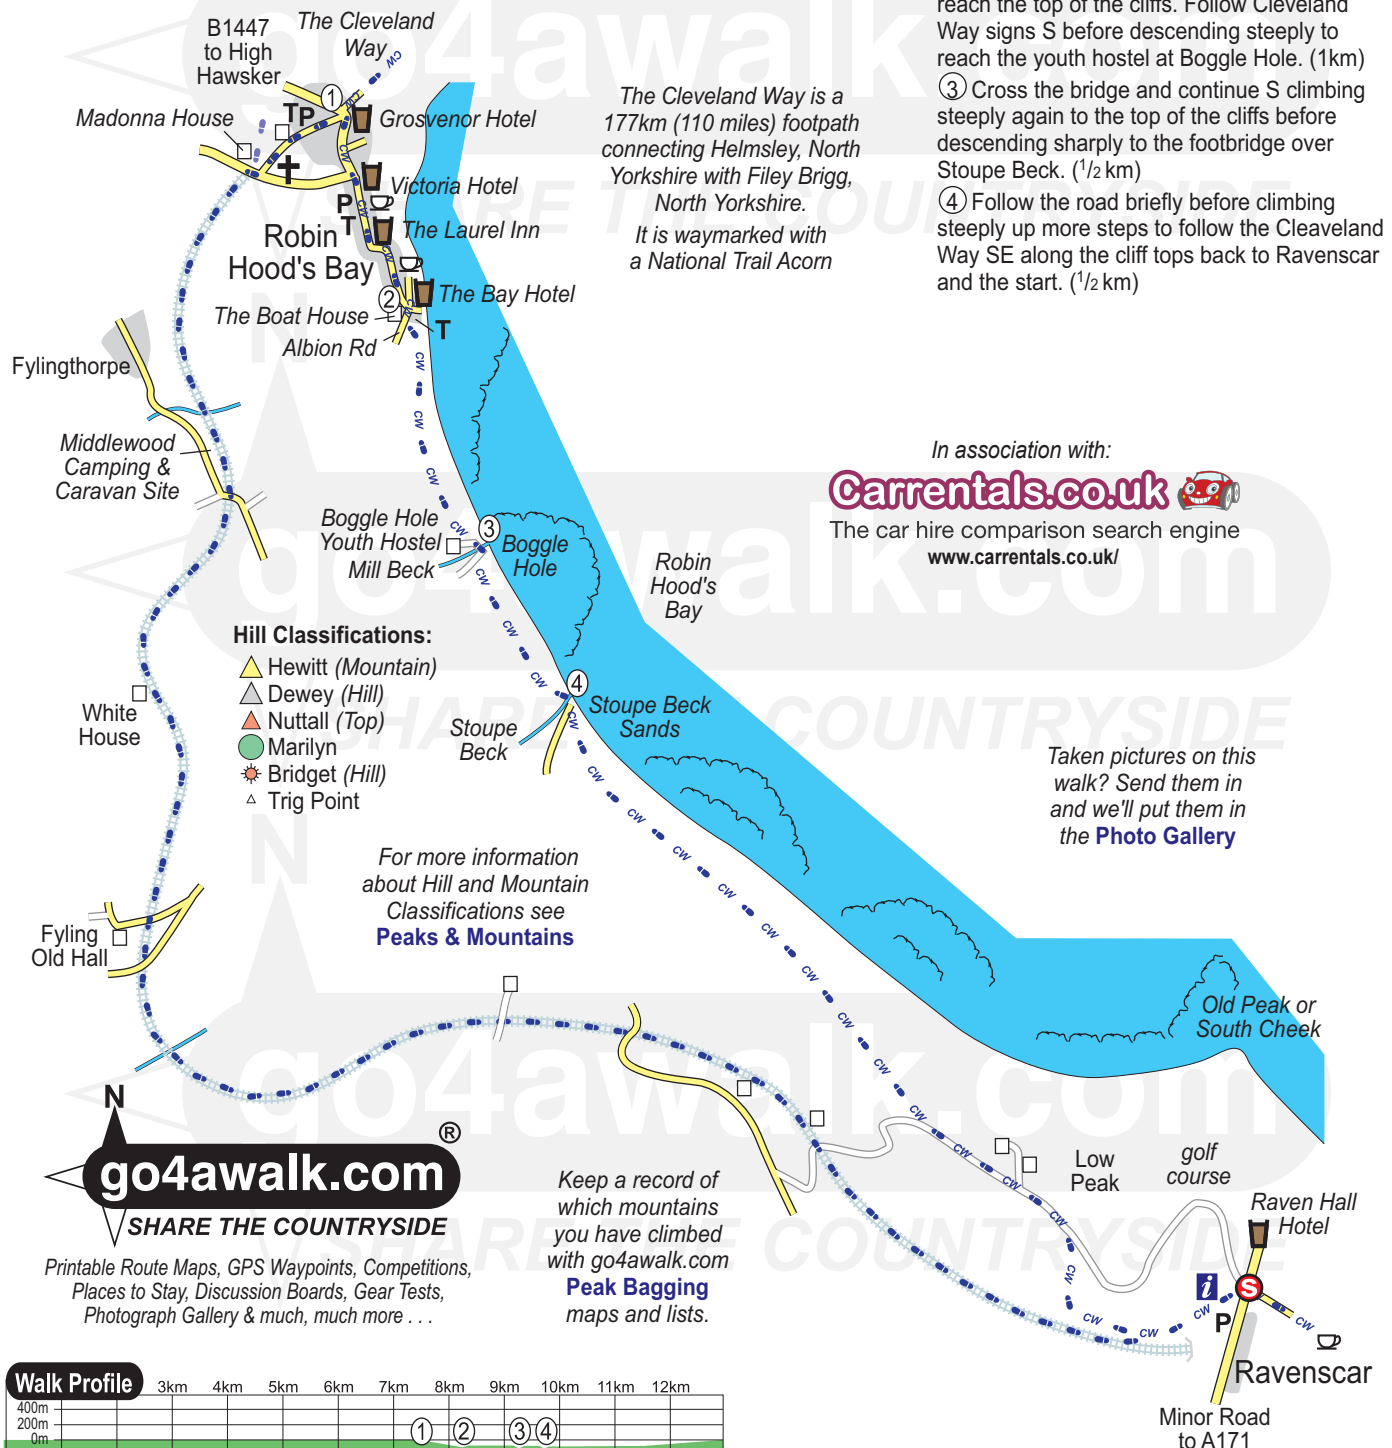 reach the top of the cliffs. Follow Cleveland
Way signs S before descending steeply to
reach the youth hostel at Boggle Hole. (1km)
③ Cross the bridge and continue S climbing
steeply again to the top of the cliffs before
descending sharply to the footbridge over
Stoupe Beck. (1/2 km)
④ Follow the road briefly before climbing
steeply up more steps to follow the Cleaveland
Way SE along the cliff tops back to Ravenscar
and the start. (1/2 km)
The Cleveland Way is a
177km (110 miles) footpath
connecting Helmsley, North
Yorkshire with Filey Brigg,
North Yorkshire.
It is waymarked with
a National Trail Acorn
B1447
to High
Hawsker
The Cleveland
Way
cw
1
Madonna House
TP
Grosvenor Hotel
Victoria Hotel
P
T
The Laurel Inn
Robin
Hood's Bay
2
The Bay Hotel
The Boat House
T
Albion Rd
Fylingthorpe
Middlewood
Camping &
Caravan Site
In association with:
Carrentals.co.uk
The car hire comparison search engine
www.carrentals.co.uk/
Boggle Hole
Youth Hostel
Mill Beck
3
Boggle
Hole
Robin
Hood's
Bay
Hill Classifications:
Hewitt (Mountain)
Dewey (Hill)
Nuttall (Top)
Marilyn
Bridget (Hill)
Trig Point
White
House
4
Stoupe Beck
Sands
Stoupe
Beck
Taken pictures on this
walk? Send them in
and we'll put them in
the Photo Gallery
For more information
about Hill and Mountain
Classifications see
Peaks & Mountains
Fyling
Old Hall
Old Peak or
South Cheek
N
go4awalk.com®
SHARE THE COUNTRYSIDE
Printable Route Maps, GPS Waypoints, Competitions,
Places to Stay, Discussion Boards, Gear Tests,
Photograph Gallery & much, much more . . .
Keep a record of
which mountains
you have climbed
with go4awalk.com
Peak Bagging
maps and lists.
Low
Peak
golf
course
Raven Hall
Hotel
i
S
P
Ravenscar
Minor Road
to A171
Walk Profile
3km 4km 5km 6km 7km 8km 9km 10km 11km 12km
400m
200m
0m
1 2 3 4